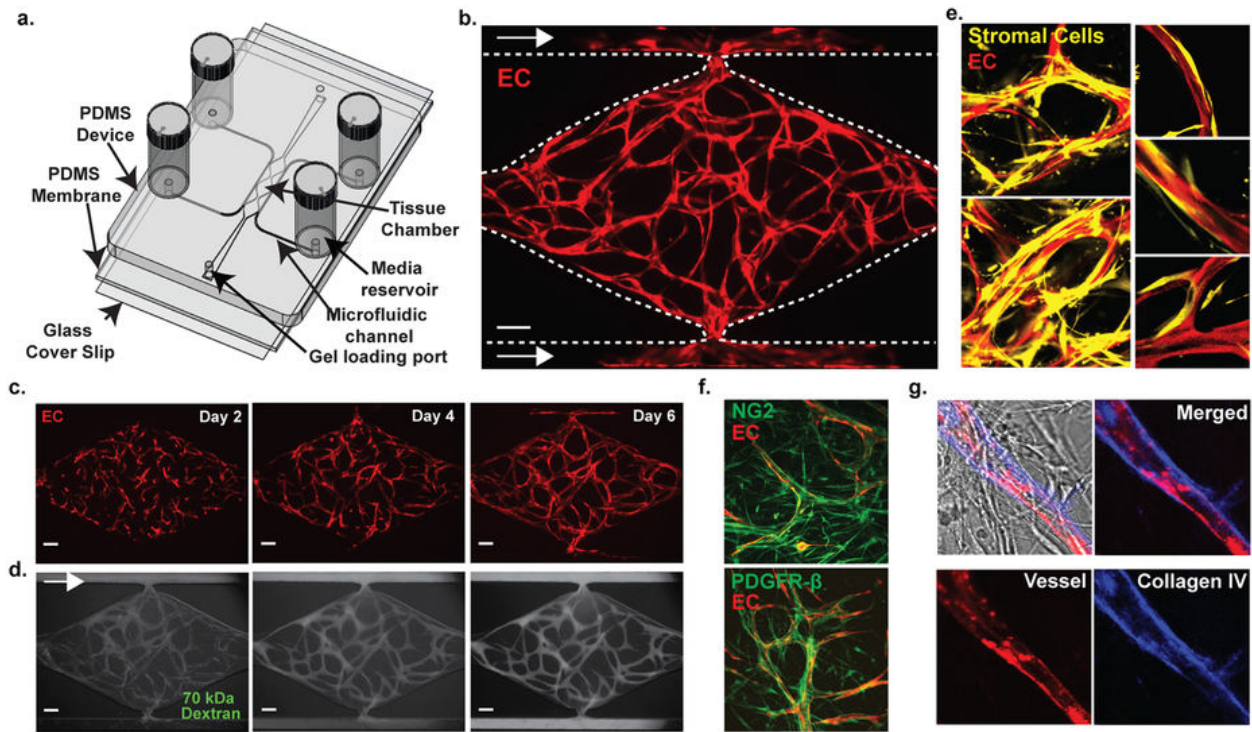 a.
PDMS
Device
PDMS
Membrane
Glass
Cover Slip
Tissue
Chamber
Media
reservoir
Microfluidic
channel
Gel loading port
b.
EC
e.
Stromal Cells
EC
c.
EC
Day 2
Day 4
Day 6
d.
70 kDa
Dextran
f.
NG2
EC
PDGFR-β
EC
g.
Merged
Vessel
Collagen IV